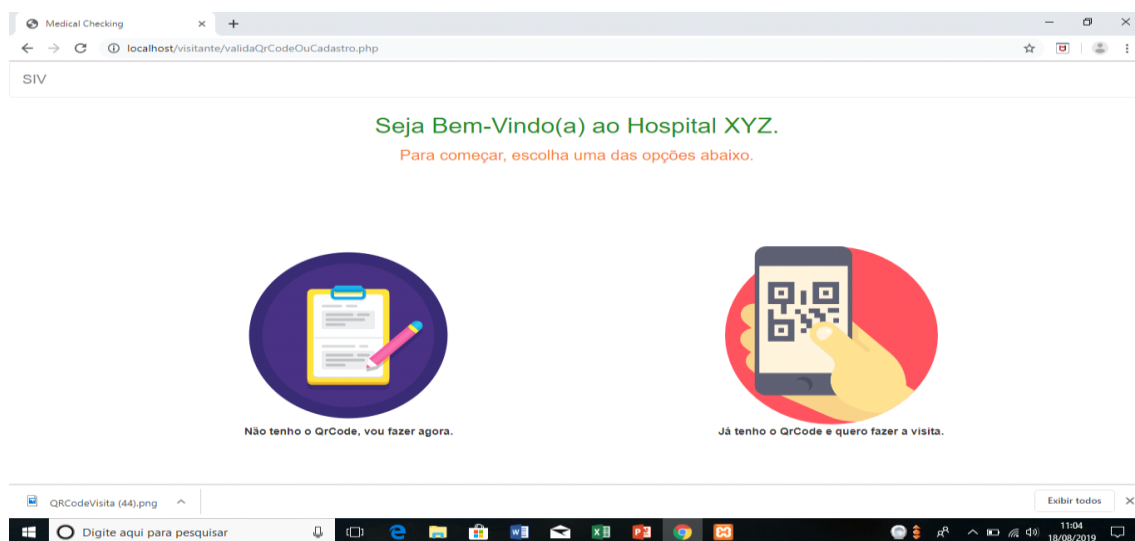 Medical Checking
localhost/visitante/validaQrCodeOuCadastro.php
SIV
Seja Bem-Vindo(a) ao Hospital XYZ.
Para começar, escolha uma das opções abaixo.
Não tenho o QrCode, vou fazer agora.
Já tenho o QrCode e quero fazer a visita.
QRCodeVisita (44).png
Exibir todos
Digite aqui para pesquisar
11:04
18/08/2019